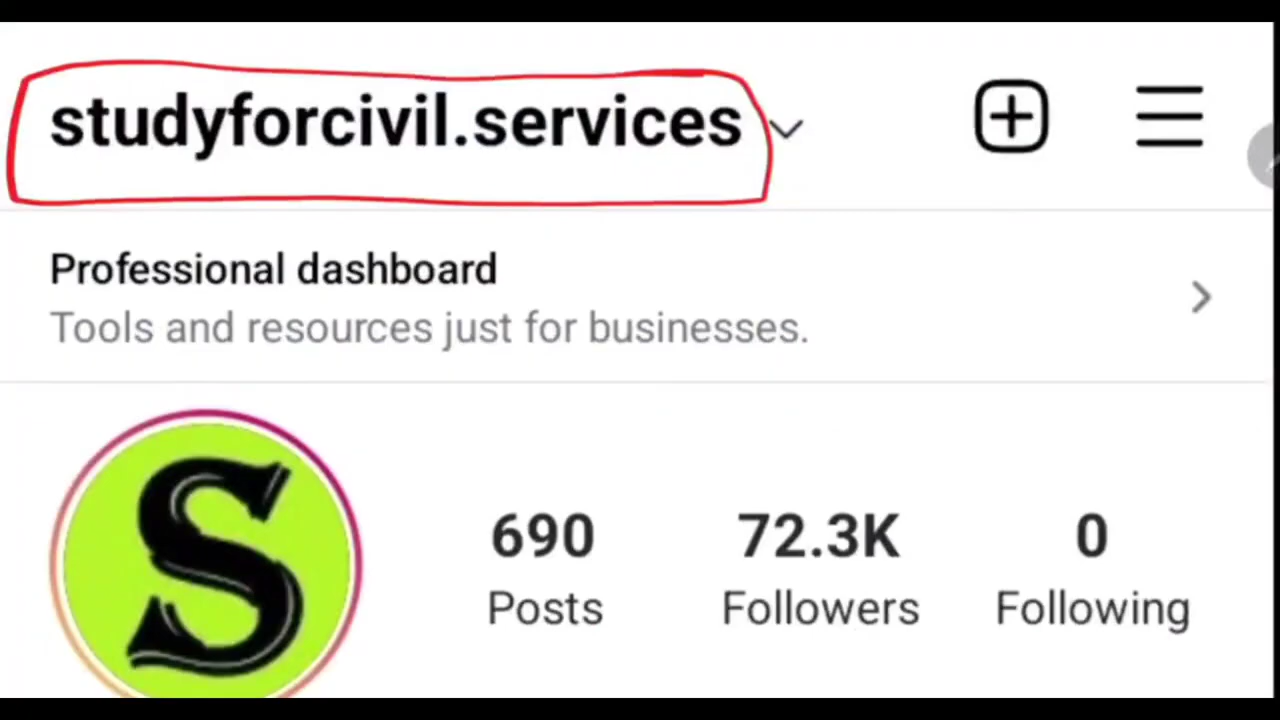 studyforcivil.services
Professional dashboard
Tools and resources just for businesses.
S
690 72.3K 0
Posts Followers Following